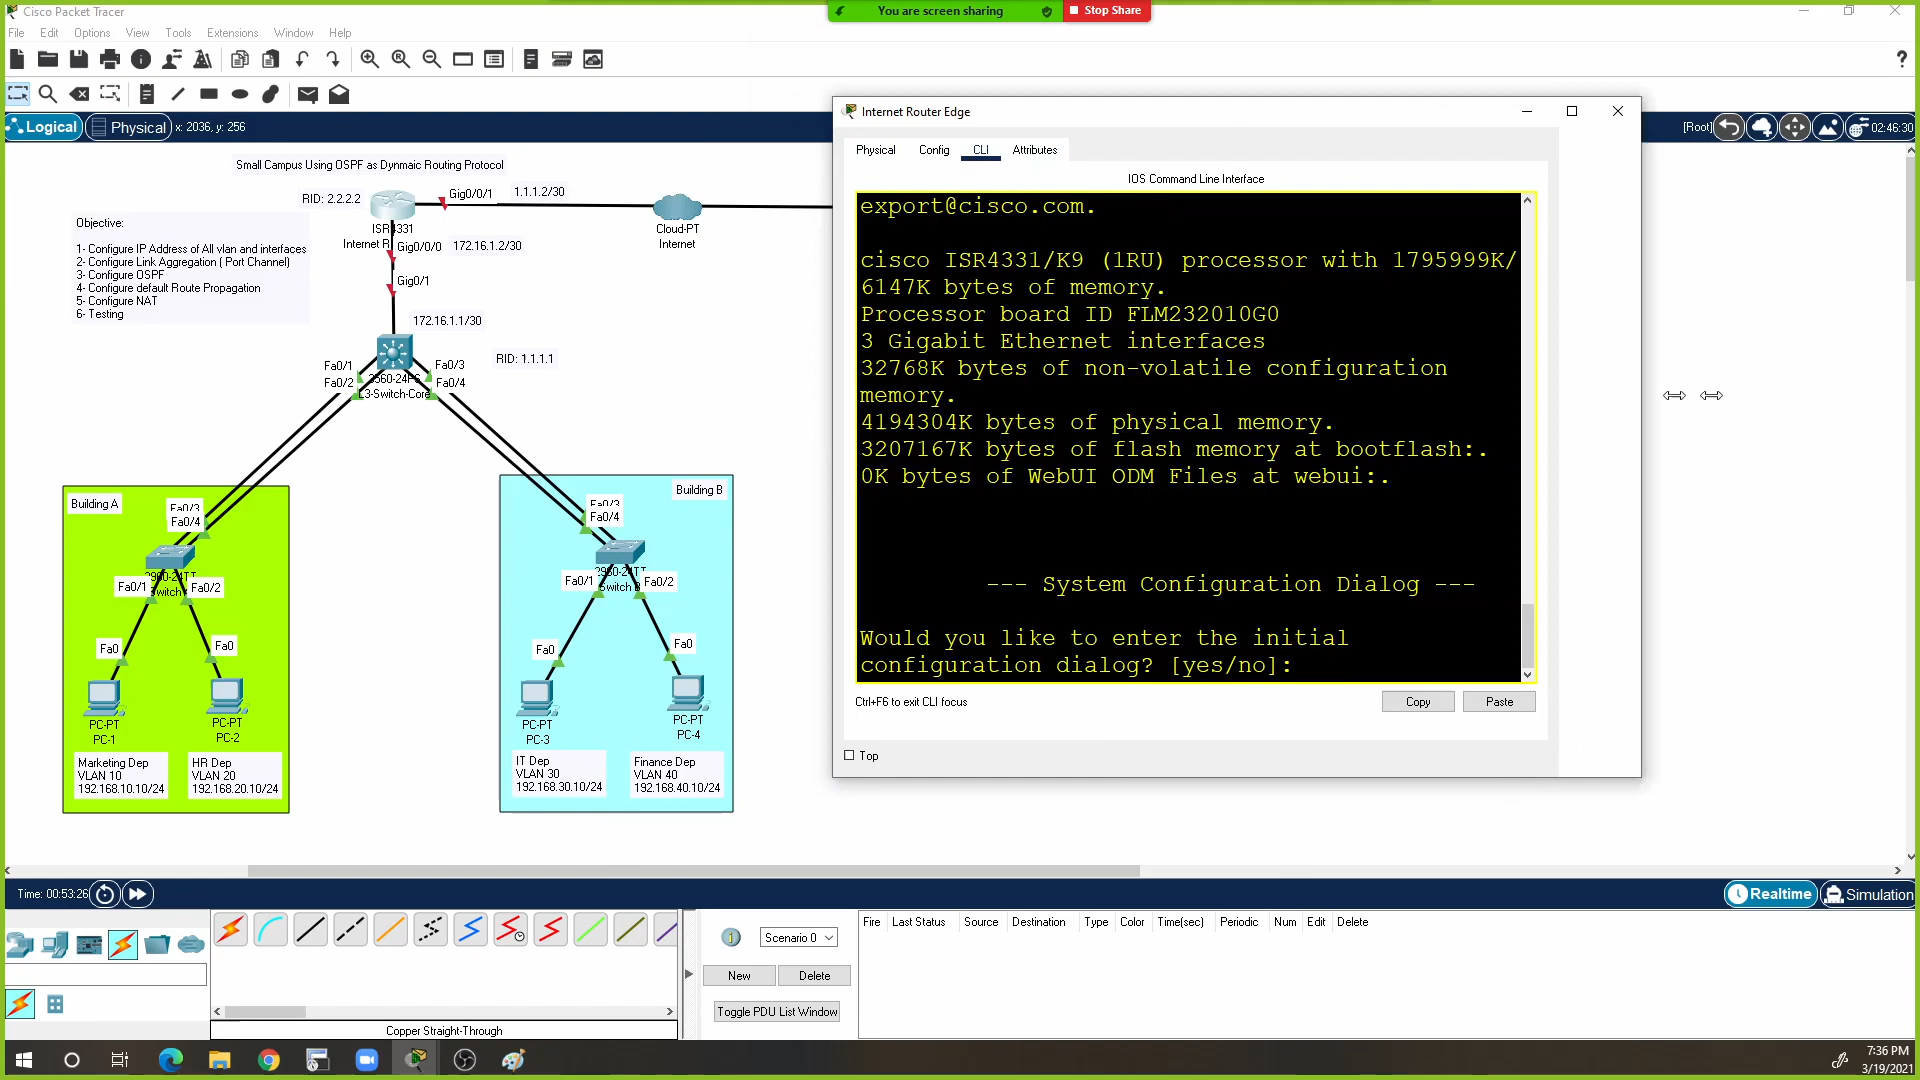 Cisco Packet Tracer
You are screen sharing
Stop Share
File Edit Options View Tools Extensions Window Help
?
Logical
Physical
x: 2036, y: 256
[Root]
02:46:30
Small Campus Using OSPF as Dynmaic Routing Protocol
RID: 2.2.2.2
Gig0/0/1
1.1.1.2/30
ISR4331
Internet R
Gig0/0/0
172.16.1.2/30
Cloud-PT
Internet
Objective:
1- Configure IP Address of All vlan and interfaces
2- Configure Link Aggregation ( Port Channel)
3- Configure OSPF
4- Configure default Route Propagation
5- Configure NAT
6- Testing
Gig0/1
172.16.1.1/30
RID: 1.1.1.1
Fa0/1
Fa0/2
Fa0/3
Fa0/4
3560-24PS
L3-Switch-Core
Building A
Fa0/3
Fa0/4
2960-24TT
Switch
Fa0/1
Fa0/2
Fa0
Fa0
PC-PT
PC-1
PC-PT
PC-2
Marketing Dep
VLAN 10
192.168.10.10/24
HR Dep
VLAN 20
192.168.20.10/24
Building B
Fa0/3
Fa0/4
2960-24TT
Switch B
Fa0/1
Fa0/2
Fa0
Fa0
PC-PT
PC-3
PC-PT
PC-4
IT Dep
VLAN 30
192.168.30.10/24
Finance Dep
VLAN 40
192.168.40.10/24
Internet Router Edge
Physical Config CLI Attributes
IOS Command Line Interface
export@cisco.com.
cisco ISR4331/K9 (1RU) processor with 1795999K/
6147K bytes of memory.
Processor board ID FLM232010G0
3 Gigabit Ethernet interfaces
32768K bytes of non-volatile configuration
memory.
4194304K bytes of physical memory.
3207167K bytes of flash memory at bootflash:.
0K bytes of WebUI ODM Files at webui:.
--- System Configuration Dialog ---
Would you like to enter the initial
configuration dialog? [yes/no]:
Ctrl+F6 to exit CLI focus
Copy
Paste
Top
Time: 00:53:26
Realtime
Simulation
Scenario 0
New
Delete
Toggle PDU List Window
Fire Last Status Source Destination Type Color Time(sec) Periodic Num Edit Delete
Copper Straight-Through
7:36 PM
3/19/2021